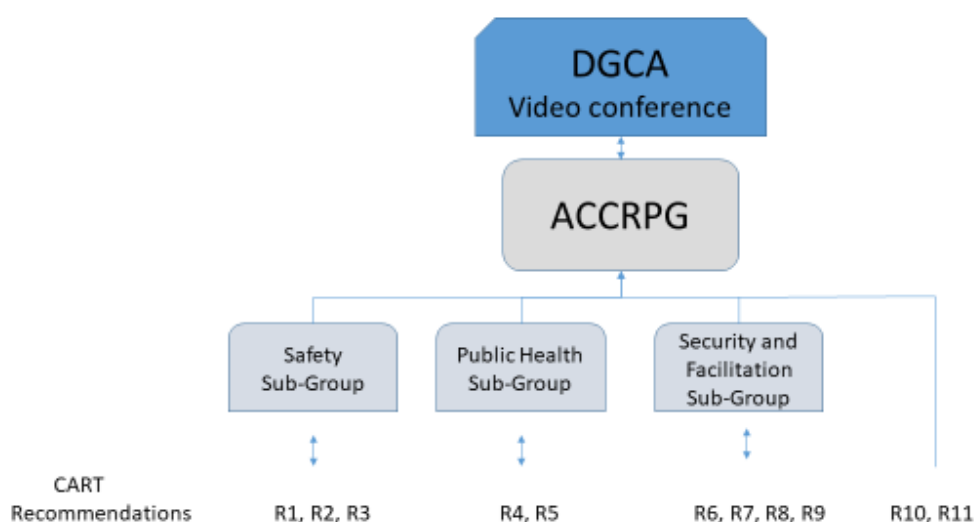 DGCA
Video conference
ACCRPG
Safety
Sub-Group
Public Health
Sub-Group
Security and
Facilitation
Sub-Group
CART
Recommendations
R1, R2, R3
R4, R5
R6, R7, R8, R9
R10, R11